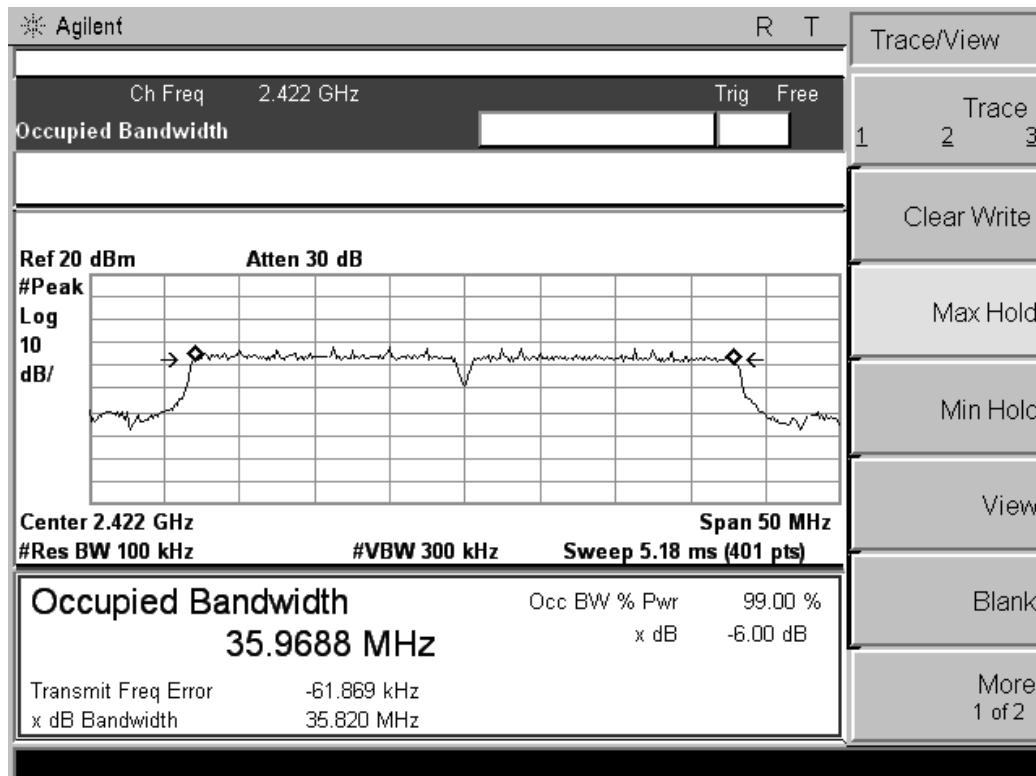 Agilent R T
Ch Freq 2.422 GHz Trig Free
Occupied Bandwidth
Ref 20 dBm Atten 30 dB
#Peak
Log
10
dB/
Center 2.422 GHz Span 50 MHz
#Res BW 100 kHz #VBW 300 kHz Sweep 5.18 ms (401 pts)
Occupied Bandwidth
35.9688 MHz
Occ BW % Pwr 99.00 %
x dB -6.00 dB
Transmit Freq Error -61.869 kHz
x dB Bandwidth 35.820 MHz
Trace/View
Trace
1 2 3
Clear Write
Max Hold
Min Hold
View
Blank
More
1 of 2